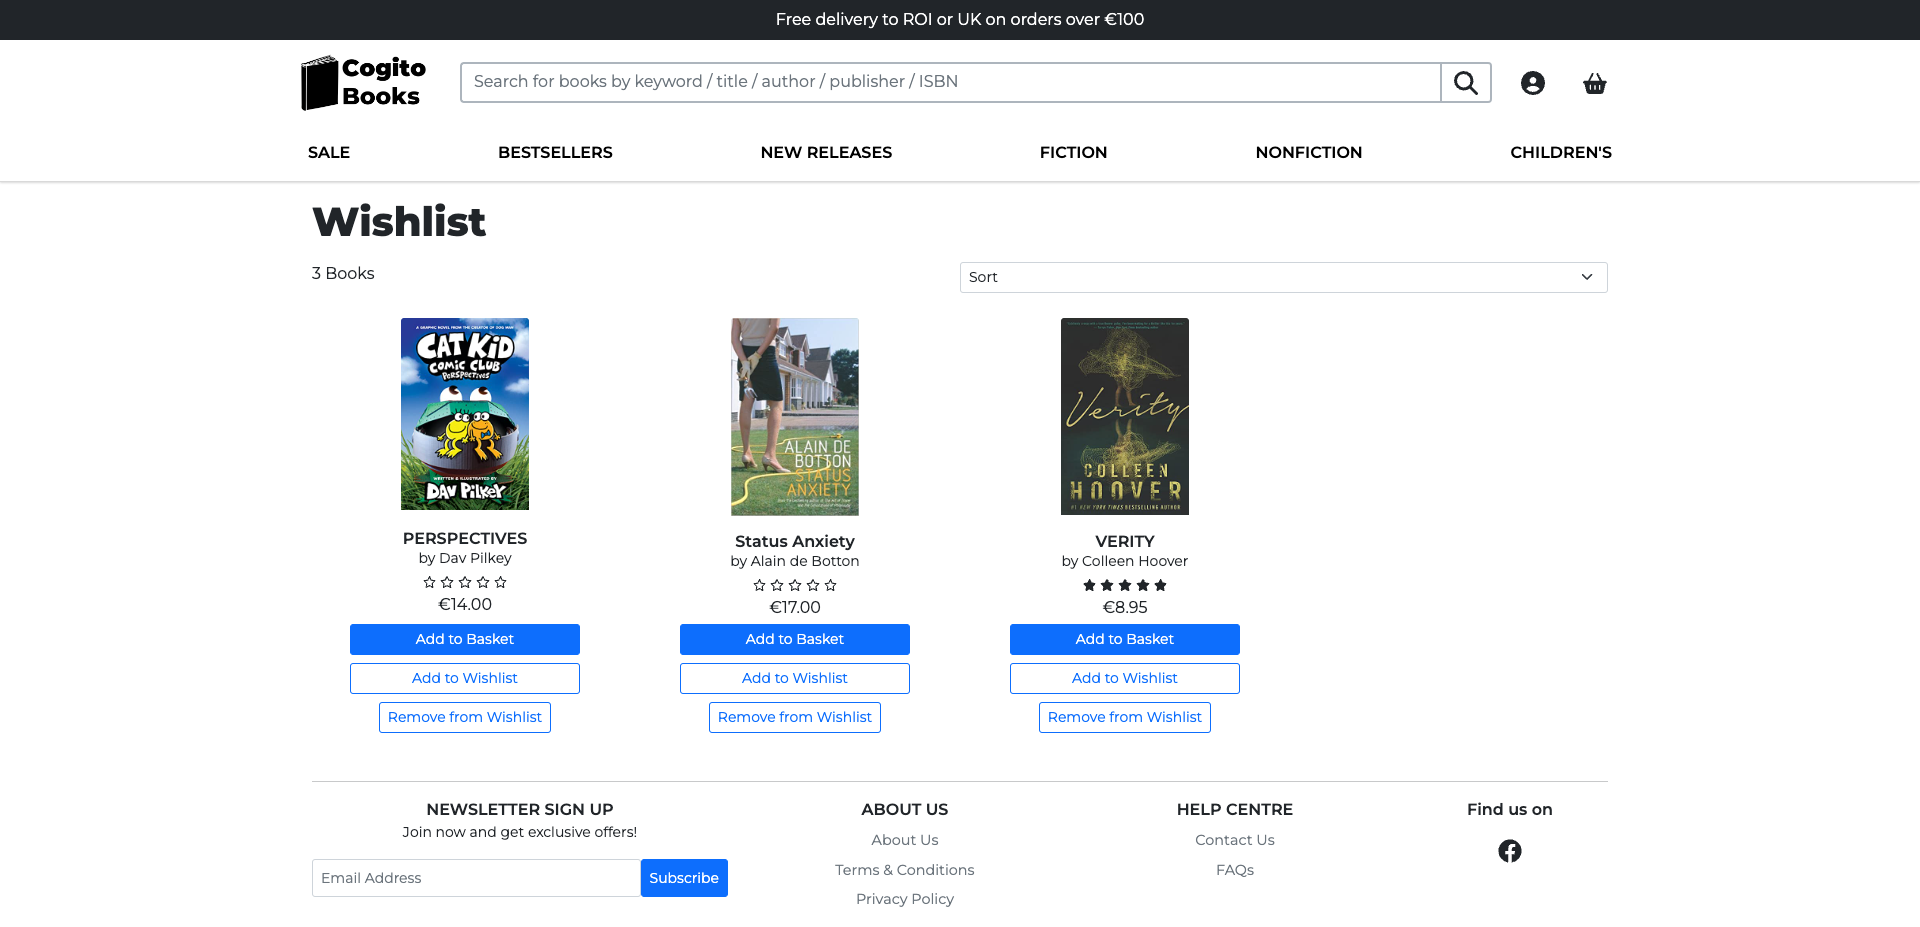 Free delivery to ROI or UK on orders over €100
Cogito
Books
Search for books by keyword / title / author / publisher / ISBN
SALE
BESTSELLERS
NEW RELEASES
FICTION
NONFICTION
CHILDREN'S
Wishlist
3 Books
Sort
A GRAPHIC NOVEL FROM THE CREATOR OF DOG MAN
CAT KID
COMIC CLUB
PERSPECTIVES
WRITTEN & ILLUSTRATED BY
DAV PILKEY
PERSPECTIVES
by Dav Pilkey
€14.00
Add to Basket
Add to Wishlist
Remove from Wishlist
ALAIN DE
BOTTON
STATUS
ANXIETY
Status Anxiety
by Alain de Botton
€17.00
Add to Basket
Add to Wishlist
Remove from Wishlist
Verity
COLLEEN
HOOVER
#1 NEW YORK TIMES BESTSELLING AUTHOR
VERITY
by Colleen Hoover
€8.95
Add to Basket
Add to Wishlist
Remove from Wishlist
NEWSLETTER SIGN UP
Join now and get exclusive offers!
Email Address
Subscribe
ABOUT US
About Us
Terms & Conditions
Privacy Policy
HELP CENTRE
Contact Us
FAQs
Find us on